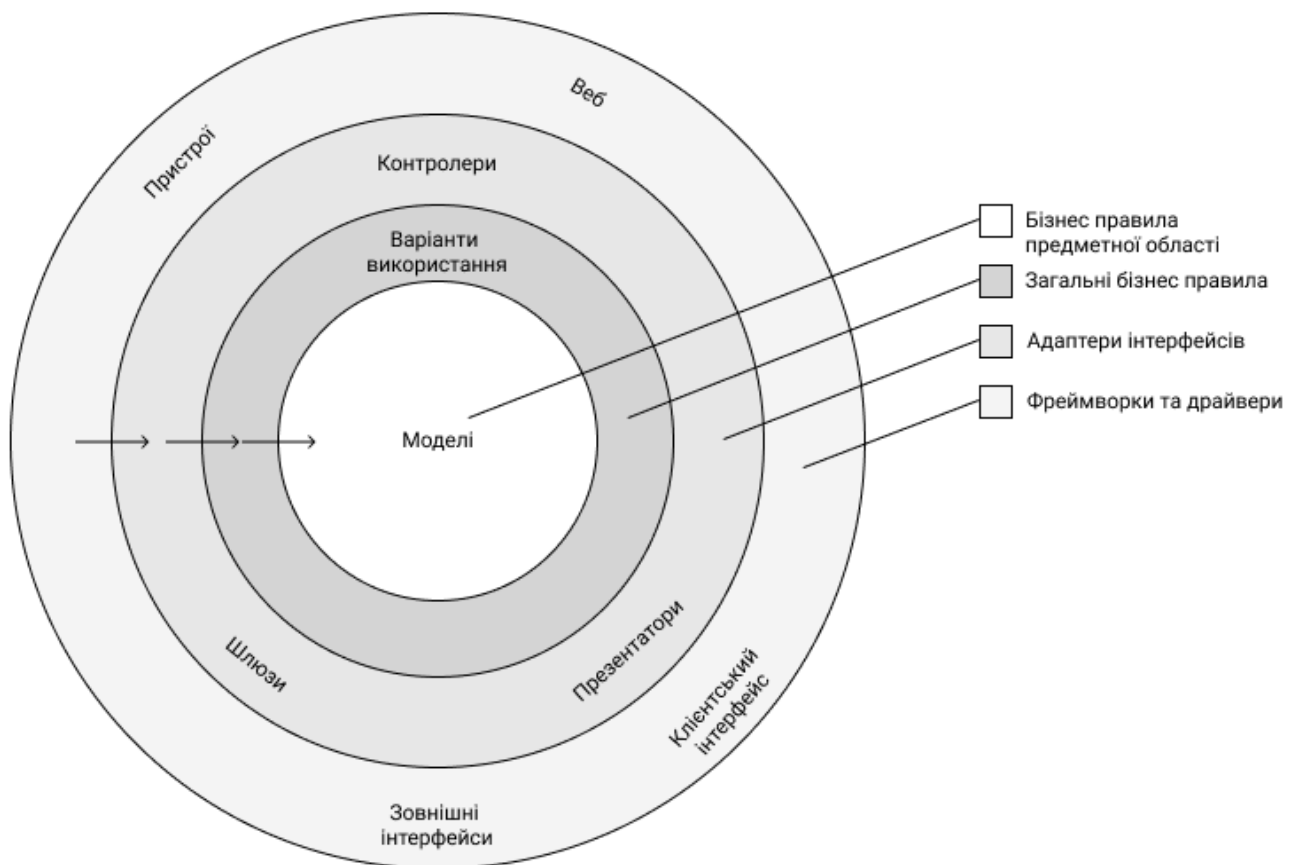 Веб
Пристрої
Контролери
Варіанти
використання
Моделі
Шлюзи
Презентатори
Клієнтський
інтерфейс
Зовнішні
інтерфейси
Бізнес правила
предметної області
Загальні бізнес правила
Адаптери інтерфейсів
Фреймворки та драйвери